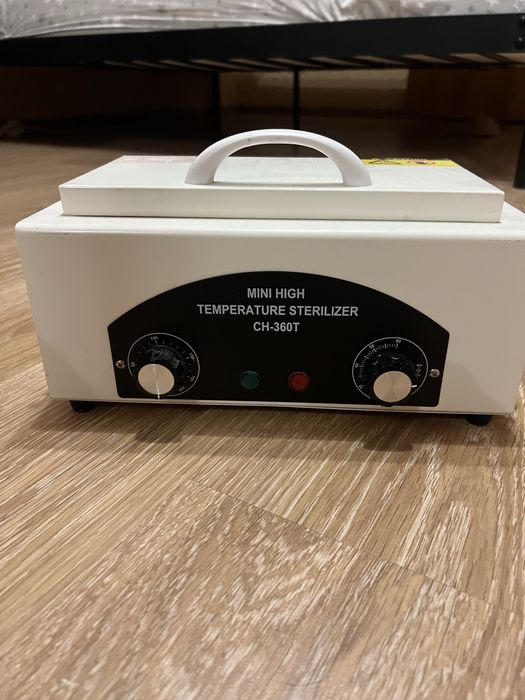 MINI HIGH
TEMPERATURE STERILIZER
CH-360T